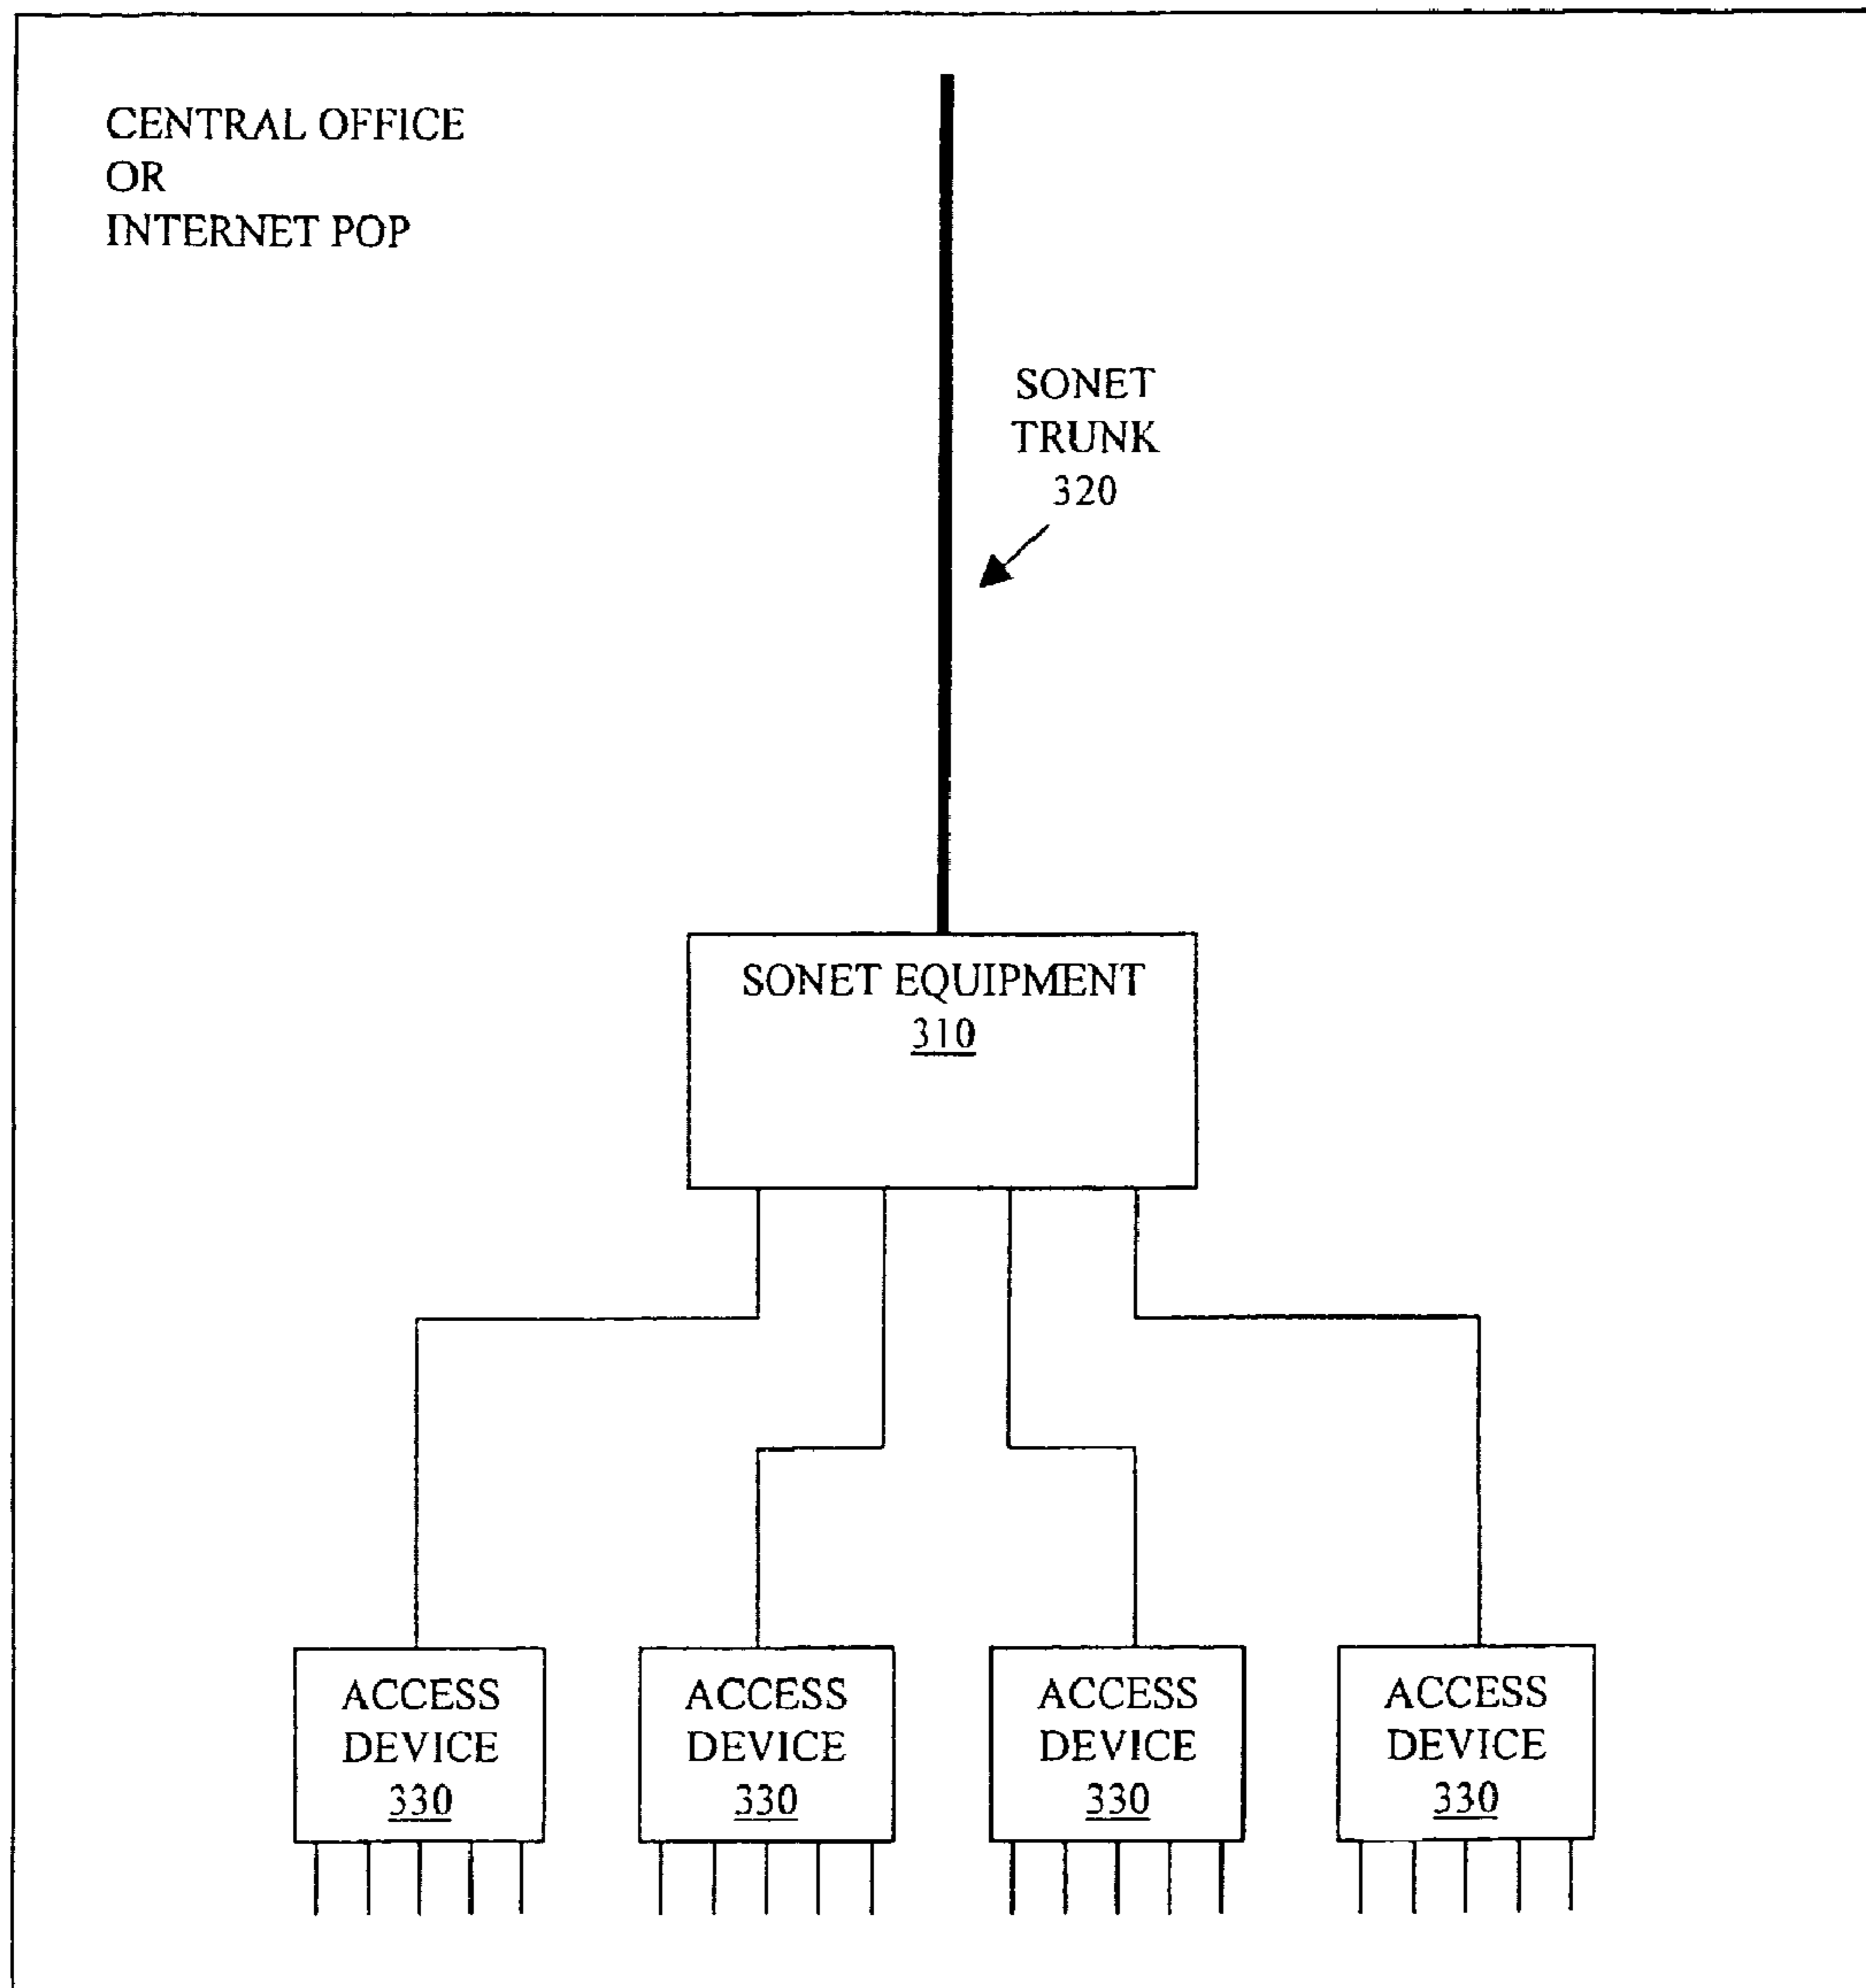 CENTRAL OFFICE
OR
INTERNET POP
SONET
TRUNK
320
SONET EQUIPMENT
310
ACCESS
DEVICE
330
ACCESS
DEVICE
330
ACCESS
DEVICE
330
ACCESS
DEVICE
330